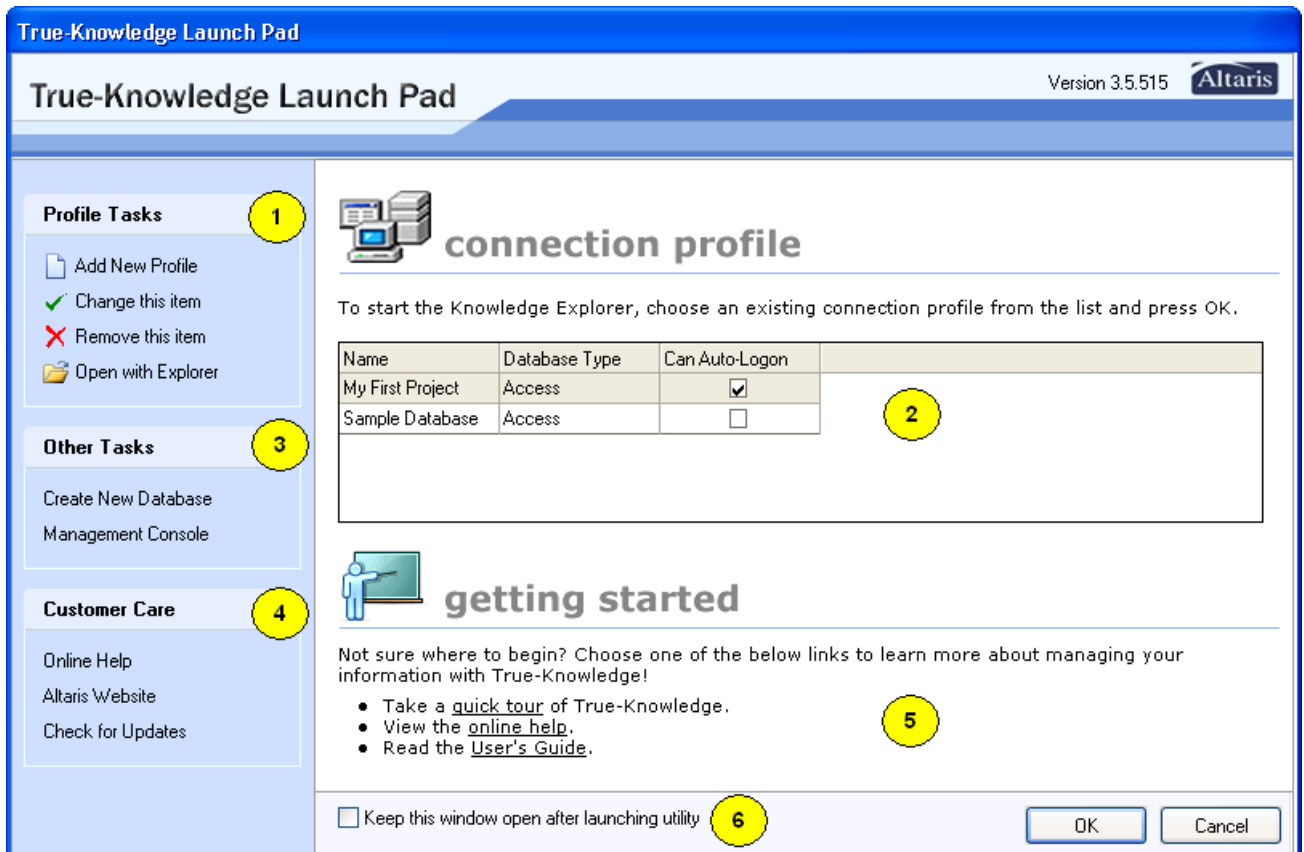 True-Knowledge Launch Pad
True-Knowledge Launch Pad
Version 3.5.515
Altaris
Profile Tasks
1
Add New Profile
Change this item
Remove this item
Open with Explorer
Other Tasks
3
Create New Database
Management Console
Customer Care
4
Online Help
Altaris Website
Check for Updates
connection profile
To start the Knowledge Explorer, choose an existing connection profile from the list and press OK.
Name Database Type Can Auto-Logon
My First Project Access
Sample Database Access
2
getting started
Not sure where to begin? Choose one of the below links to learn more about managing your
information with True-Knowledge!
• Take a quick tour of True-Knowledge.
• View the online help.
• Read the User's Guide.
5
Keep this window open after launching utility
6
OK
Cancel